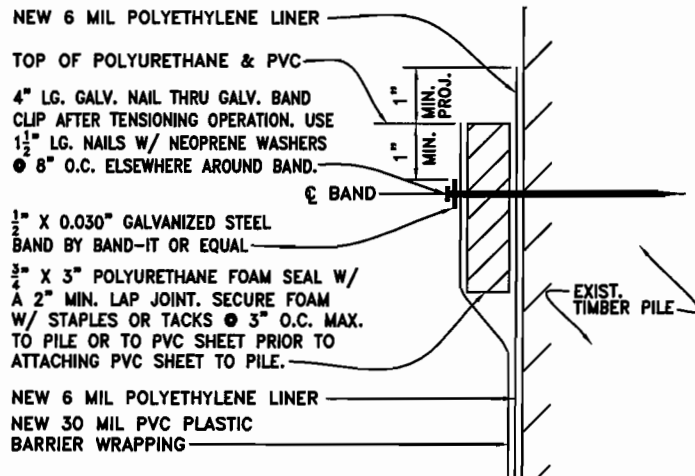 NEW 6 MIL POLYETHYLENE LINER
TOP OF POLYURETHANE & PVC
4" LG. GALV. NAIL THRU GALV. BAND
CLIP AFTER TENSIONING OPERATION. USE
1½" LG. NAILS W/ NEOPRENE WASHERS
@ 8" O.C. ELSEWHERE AROUND BAND.
℄ BAND
½" X 0.030" GALVANIZED STEEL
BAND BY BAND-IT OR EQUAL
¾" X 3" POLYURETHANE FOAM SEAL W/
A 2" MIN. LAP JOINT. SECURE FOAM
W/ STAPLES OR TACKS @ 3" O.C. MAX.
TO PILE OR TO PVC SHEET PRIOR TO
ATTACHING PVC SHEET TO PILE.
NEW 6 MIL POLYETHYLENE LINER
NEW 30 MIL PVC PLASTIC
BARRIER WRAPPING
1"
MIN.
PROJ.
1"
MIN.
EXIST.
TIMBER PILE